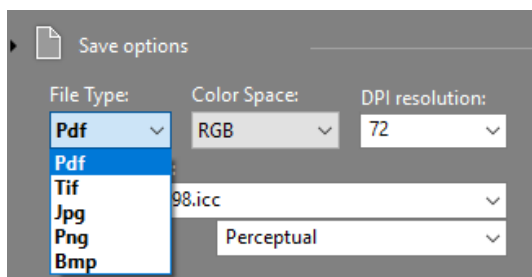 Save options
File Type: Color Space: DPI resolution:
Pdf RGB 72
Pdf
Tif
98.icc
Jpg
Png Perceptual
Bmp